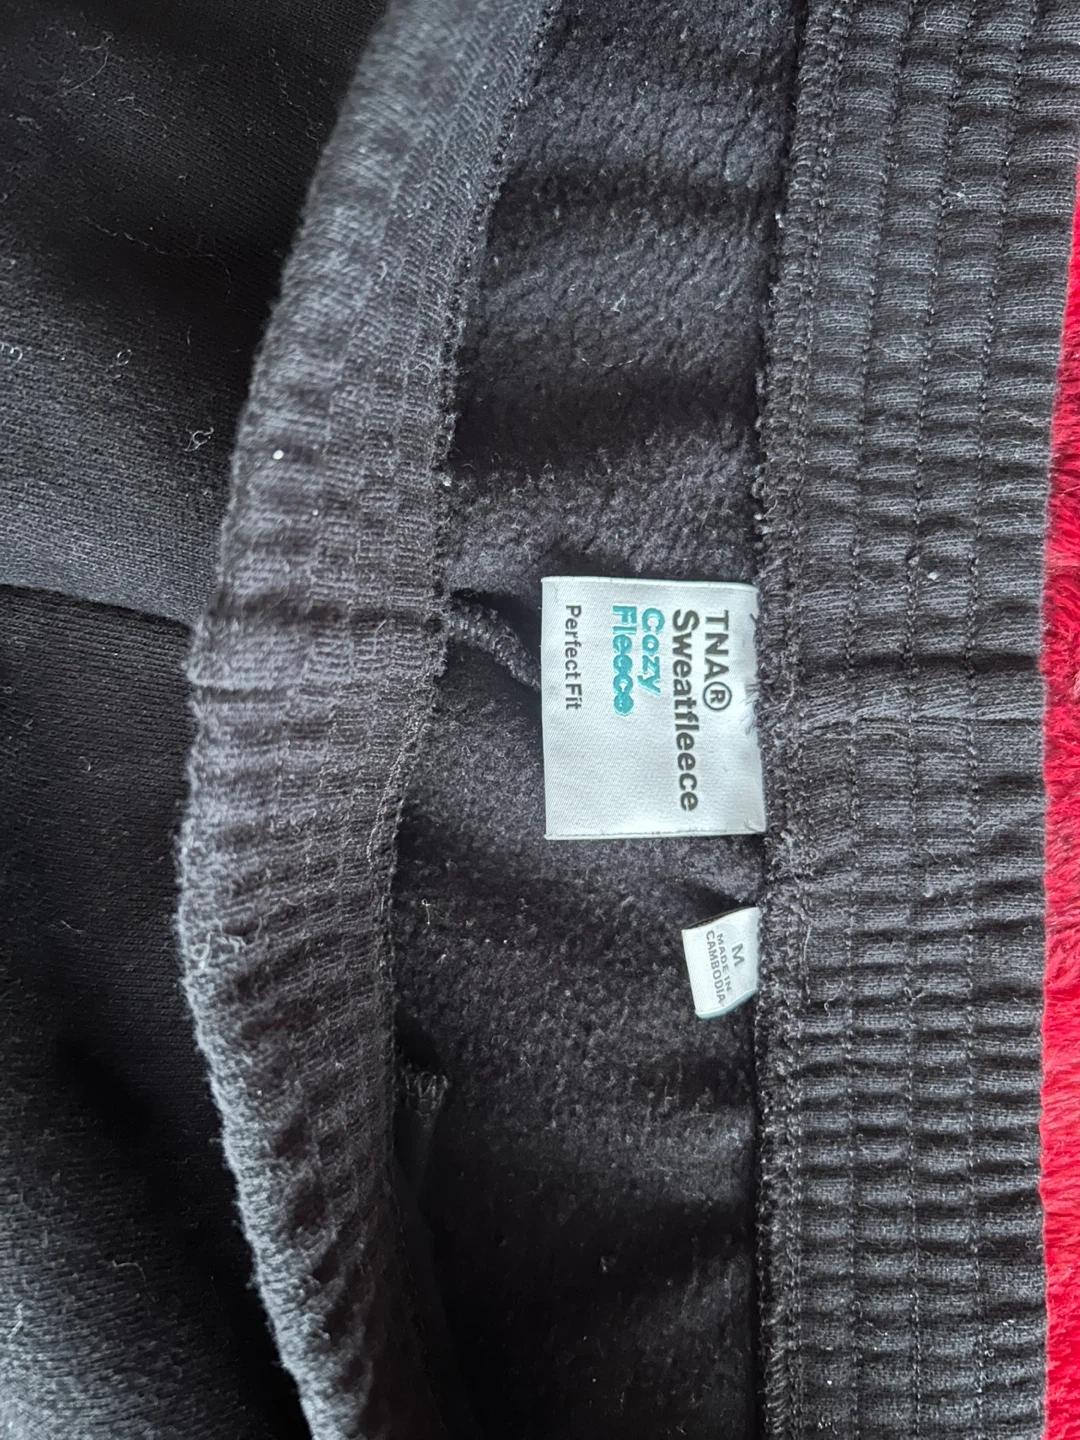 TNA®
Sweatfleece
Cozy
Fleece
Perfect Fit
M
MADE IN
CAMBODIA